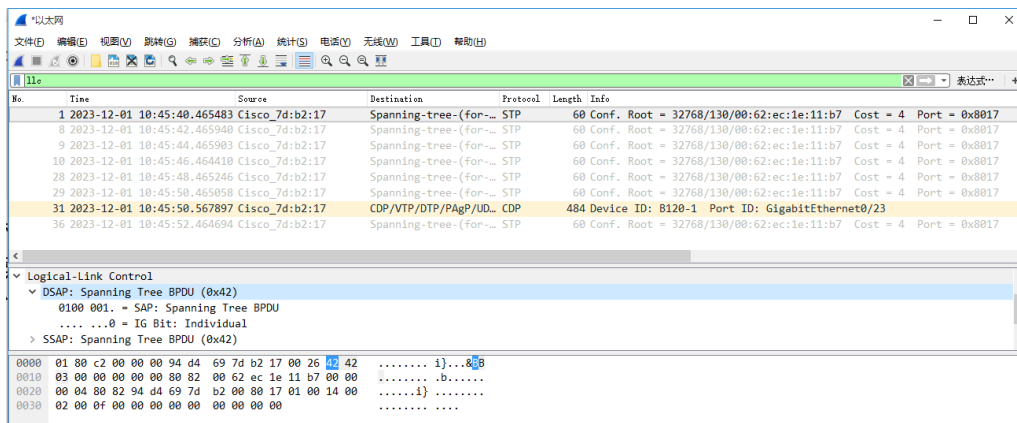 *以太网
文件(F) 编辑(E) 视图(V) 跳转(G) 捕获(C) 分析(A) 统计(S) 电话(Y) 无线(W) 工具(T) 帮助(H)
llc 表达式…
No. Time Source Destination Protocol Length Info
1 2023-12-01 10:45:40.465483 Cisco_7d:b2:17 Spanning-tree-(for-… STP 60 Conf. Root = 32768/130/00:62:ec:1e:11:b7 Cost = 4 Port = 0x8017
8 2023-12-01 10:45:42.465940 Cisco_7d:b2:17 Spanning-tree-(for-… STP 60 Conf. Root = 32768/130/00:62:ec:1e:11:b7 Cost = 4 Port = 0x8017
9 2023-12-01 10:45:44.465903 Cisco_7d:b2:17 Spanning-tree-(for-… STP 60 Conf. Root = 32768/130/00:62:ec:1e:11:b7 Cost = 4 Port = 0x8017
10 2023-12-01 10:45:46.464410 Cisco_7d:b2:17 Spanning-tree-(for-… STP 60 Conf. Root = 32768/130/00:62:ec:1e:11:b7 Cost = 4 Port = 0x8017
28 2023-12-01 10:45:48.465246 Cisco_7d:b2:17 Spanning-tree-(for-… STP 60 Conf. Root = 32768/130/00:62:ec:1e:11:b7 Cost = 4 Port = 0x8017
29 2023-12-01 10:45:50.465058 Cisco_7d:b2:17 Spanning-tree-(for-… STP 60 Conf. Root = 32768/130/00:62:ec:1e:11:b7 Cost = 4 Port = 0x8017
31 2023-12-01 10:45:50.567897 Cisco_7d:b2:17 CDP/VTP/DTP/PAgP/UD… CDP 484 Device ID: B120-1 Port ID: GigabitEthernet0/23
36 2023-12-01 10:45:52.464694 Cisco_7d:b2:17 Spanning-tree-(for-… STP 60 Conf. Root = 32768/130/00:62:ec:1e:11:b7 Cost = 4 Port = 0x8017
Logical-Link Control
DSAP: Spanning Tree BPDU (0x42)
0100 001. = SAP: Spanning Tree BPDU
.... ...0 = IG Bit: Individual
SSAP: Spanning Tree BPDU (0x42)
0000 01 80 c2 00 00 00 94 d4 69 7d b2 17 00 26 42 42 ........ i}...&BB
0010 03 00 00 00 00 00 80 82 00 62 ec 1e 11 b7 00 00 ........ .b......
0020 00 04 80 82 94 d4 69 7d b2 00 80 17 01 00 14 00 ......i} ........
0030 02 00 0f 00 00 00 00 00 00 00 00 00 ........ ....